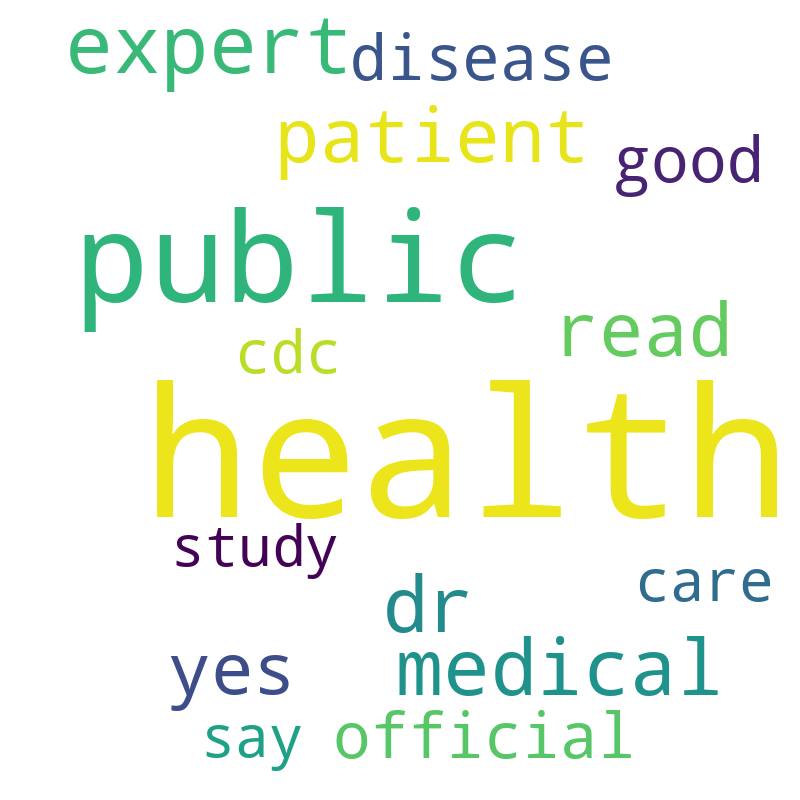 expert disease
patient good
public
cdc read
health
study
dr care
yes medical
say official